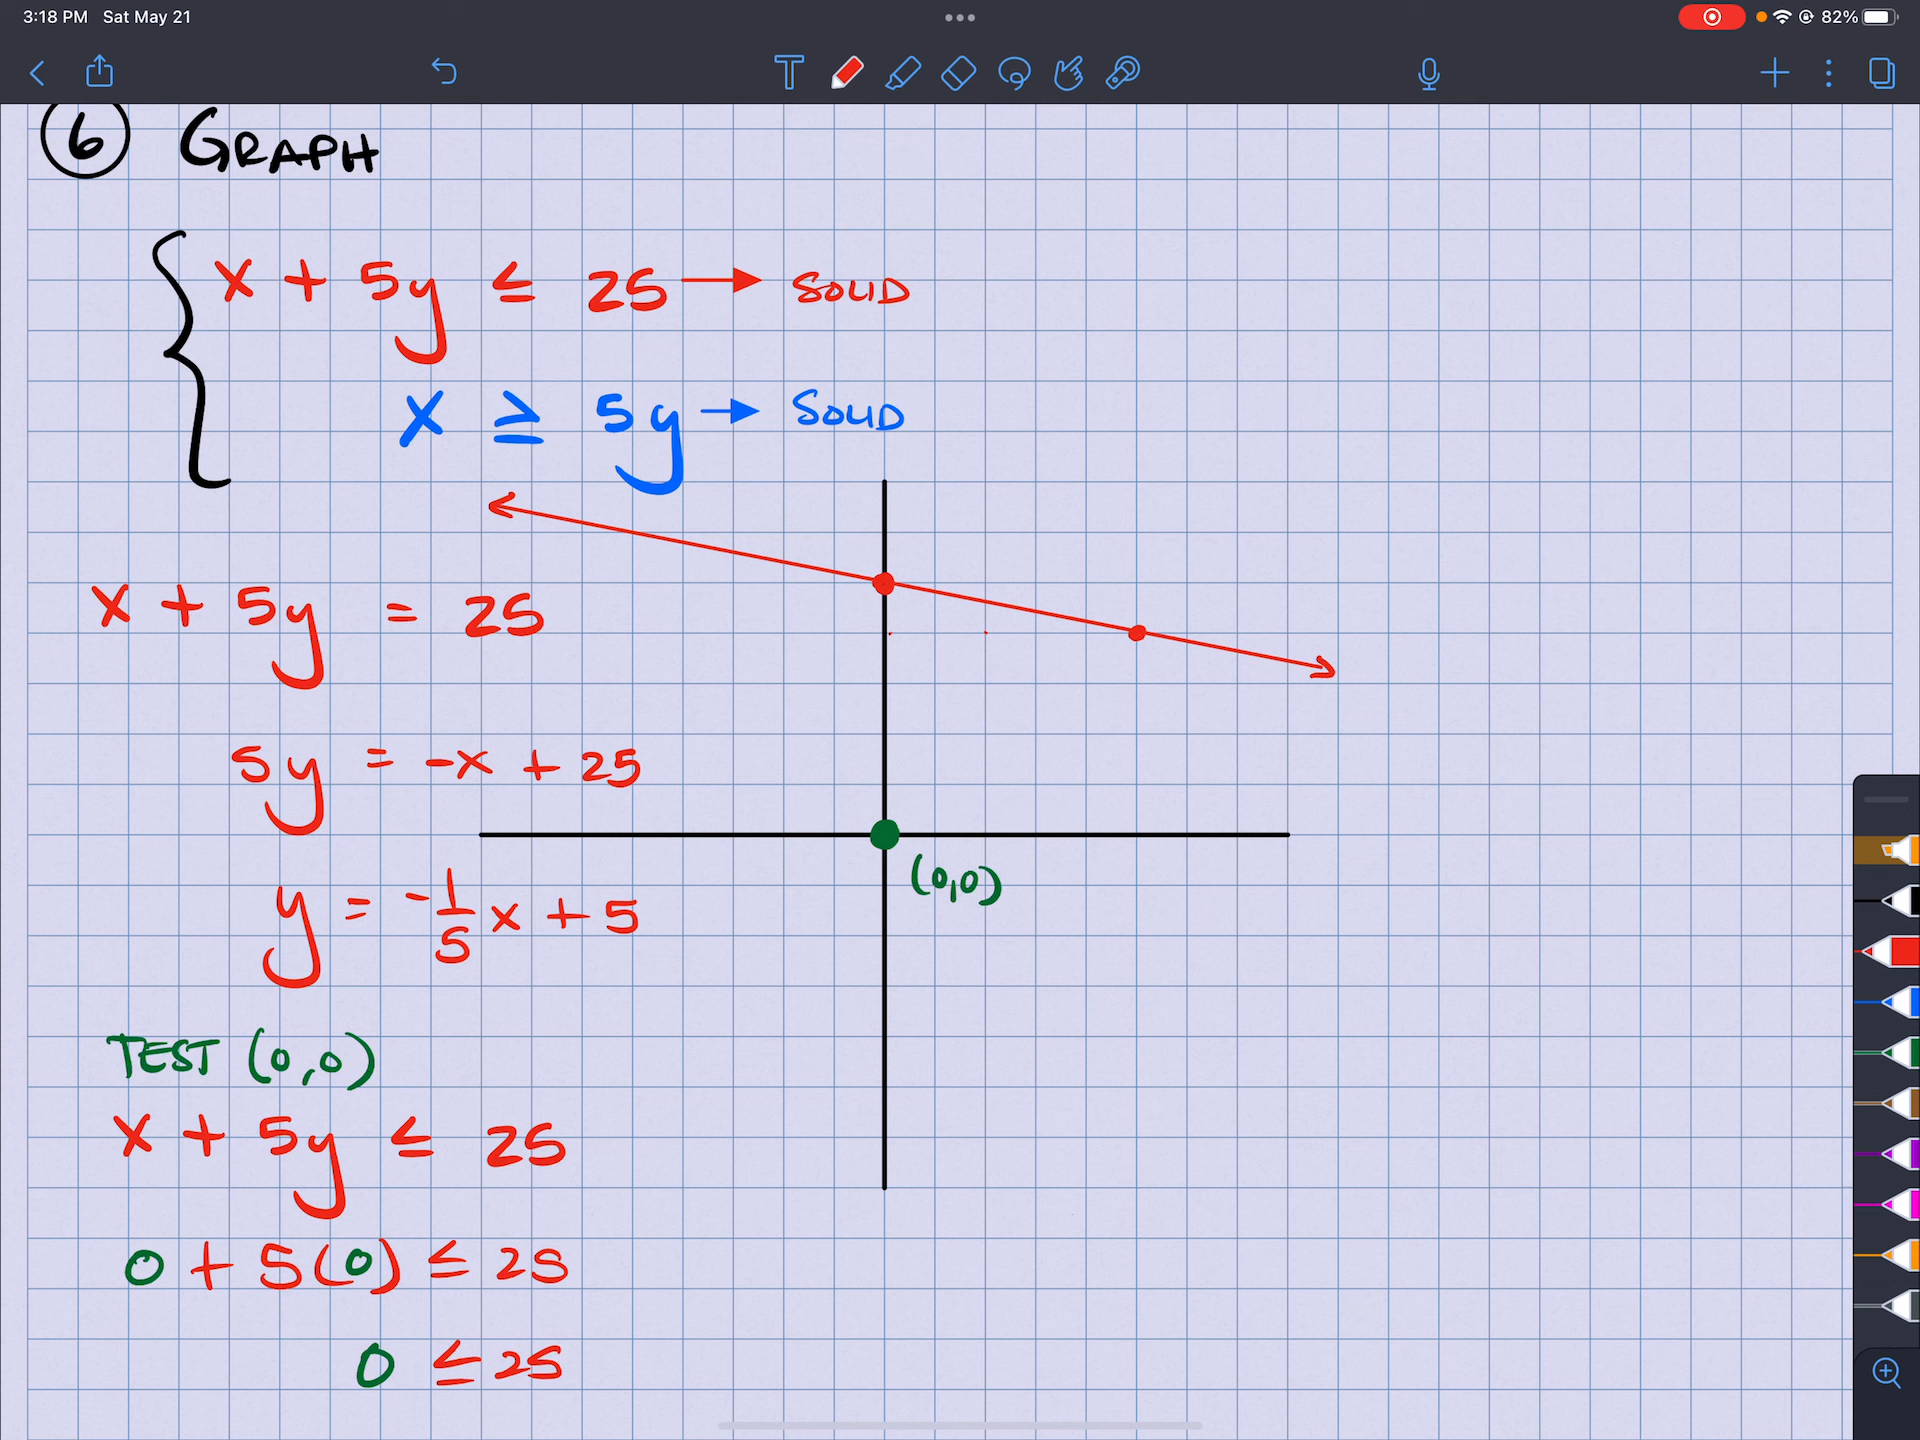 3:18 PM Sat May 21
82%
6 GRAPH
x + 5y ≤ 25 → SOLID
x ≥ 5y → SOLID
x + 5y = 25
5y = -x + 25
y = -1/5 x + 5
(0,0)
TEST (0,0)
x + 5y ≤ 25
0 + 5(0) ≤ 25
0 ≤ 25